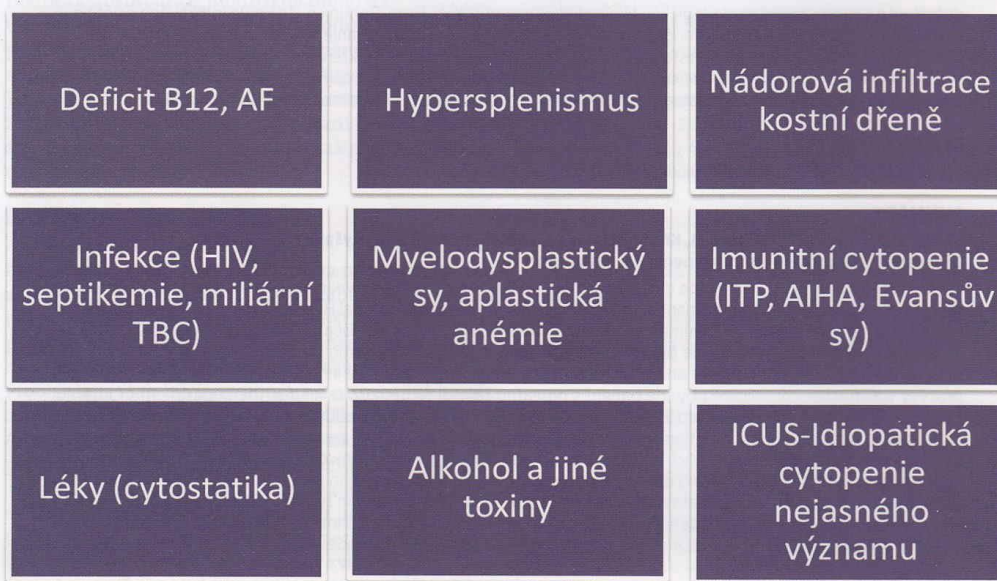 Deficit B12, AF
Hypersplenismus
Nádorová infiltrace
kostní dřeně
Infekce (HIV,
septikemie, miliární
TBC)
Myelodysplastický
sy, aplastická
anémie
Imunitní cytopenie
(ITP, AIHA, Evansův
sy)
Léky (cytostatika)
Alkohol a jiné
toxiny
ICUS-Idiopatická
cytopenie
nejasného
významu